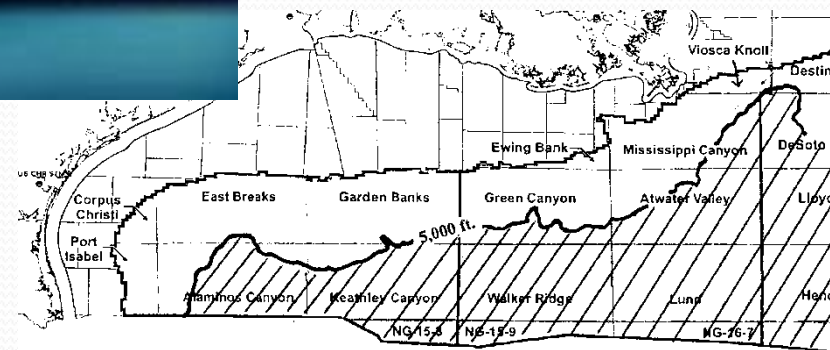 Viosca Knoll
Destin
Ewing Bank
Mississippi Canyon
DeSoto
Corpus
Christi
East Breaks
Garden Banks
Green Canyon
Atwater Valley
Lloyd
Port
Isabel
5,000 ft.
Alaminos Canyon
Keathley Canyon
Walker Ridge
Lund
Hend
NG-15-8
NG-15-9
NG-16-7